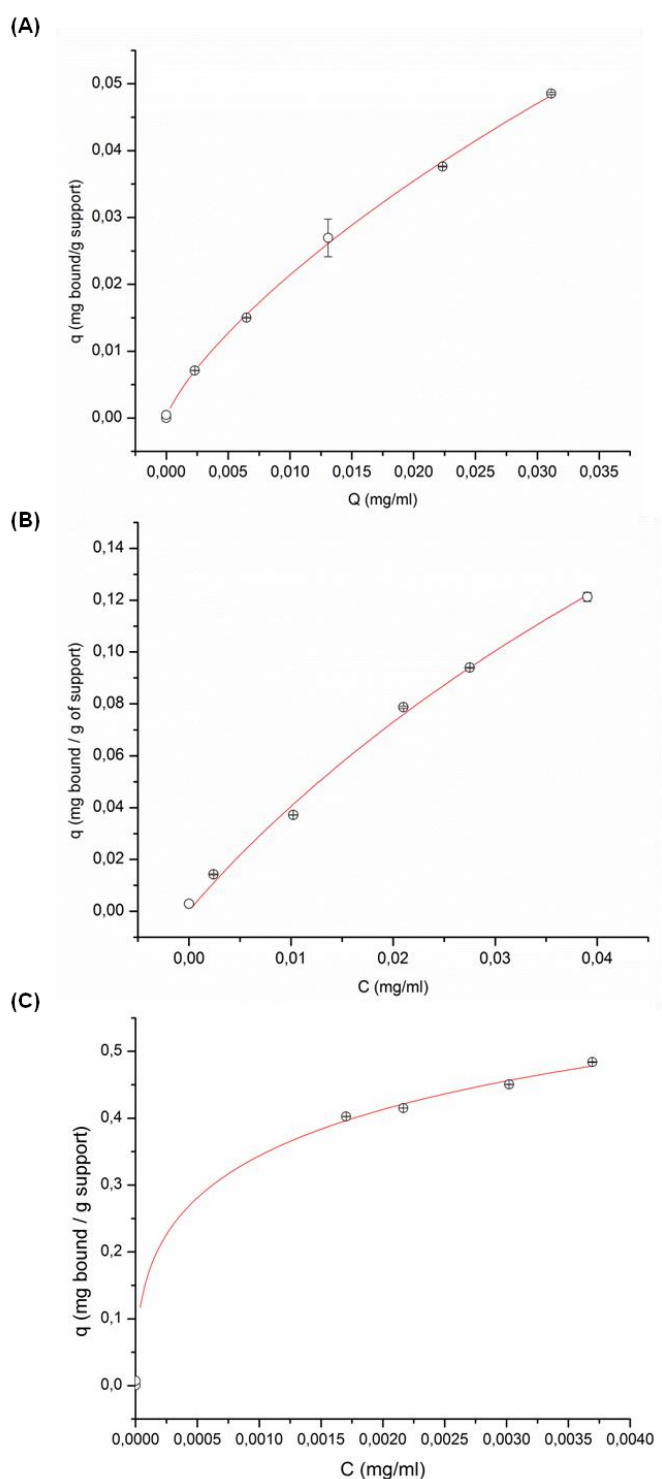 (A)
0,05
0,04
0,03
0,02
0,01
0,00
q (mg bound/g support)
0,000 0,005 0,010 0,015 0,020 0,025 0,030 0,035
Q (mg/ml)
(B)
0,14
0,12
0,10
0,08
0,06
0,04
0,02
0,00
q (mg bound / g of support)
0,00 0,01 0,02 0,03 0,04
C (mg/ml)
(C)
0,5
0,4
0,3
0,2
0,1
0,0
q (mg bound / g support)
0,0000 0,0005 0,0010 0,0015 0,0020 0,0025 0,0030 0,0035 0,0040
C (mg/ml)